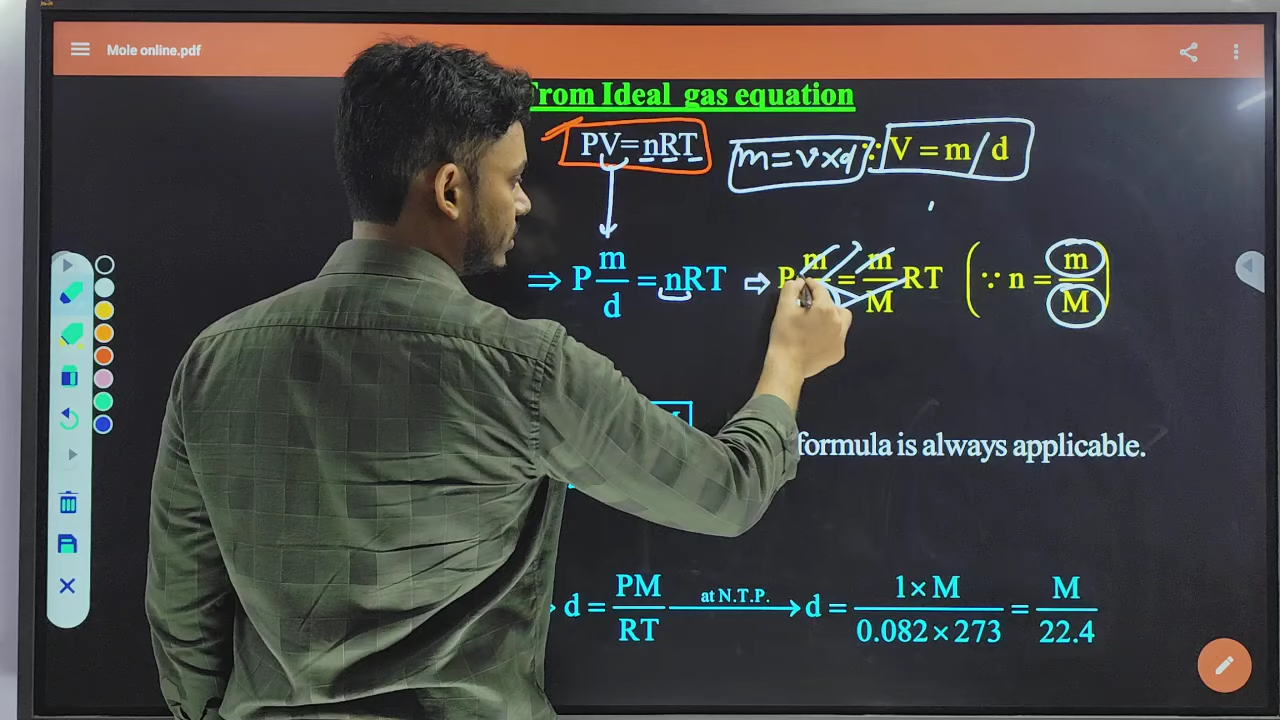 Mole online.pdf
From Ideal gas equation
PV=nRT m=v×d ∵ V = m/d
⇒ P m/d = nRT ⇨ P m = m/M RT (∵ n = m/M)
formula is always applicable.
d = PM/RT at N.T.P. → d = 1×M/0.082×273 = M/22.4